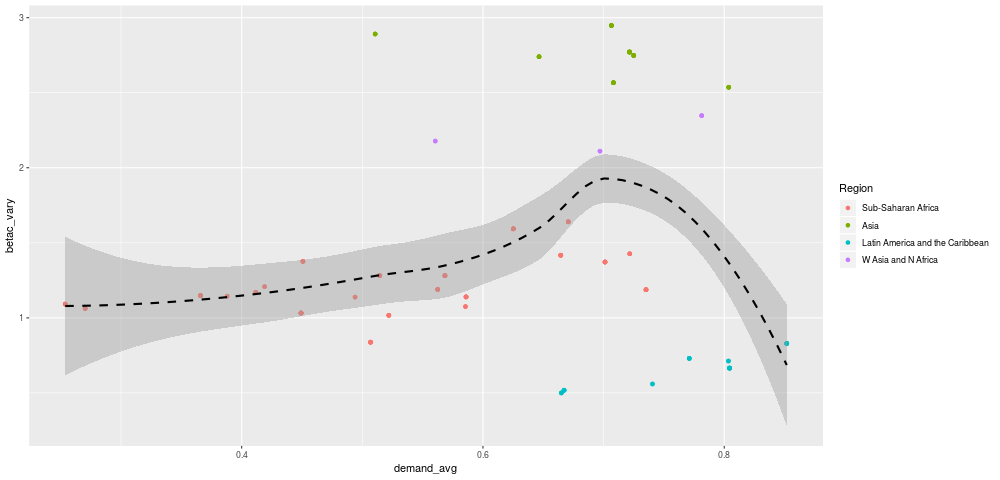 3
2
1
betac_vary
0.4
0.6
0.8
demand_avg
Region
Sub-Saharan Africa
Asia
Latin America and the Caribbean
W Asia and N Africa